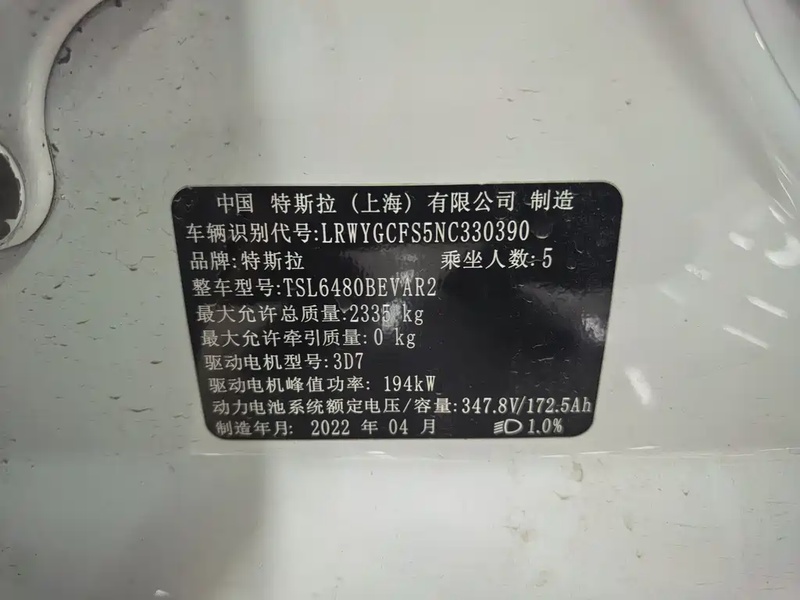 中国 特斯拉 (上海) 有限公司 制造
车辆识别代号:LRWYGCFS5NC330390
品牌:特斯拉 乘坐人数:5
整车型号:TSL6480BEVAR2
最大允许总质量:2335 kg
最大允许牵引质量:0 kg
驱动电机型号:3D7
驱动电机峰值功率: 194kW
动力电池系统额定电压/容量:347.8V/172.5Ah
制造年月: 2022 年 04 月 1.0%